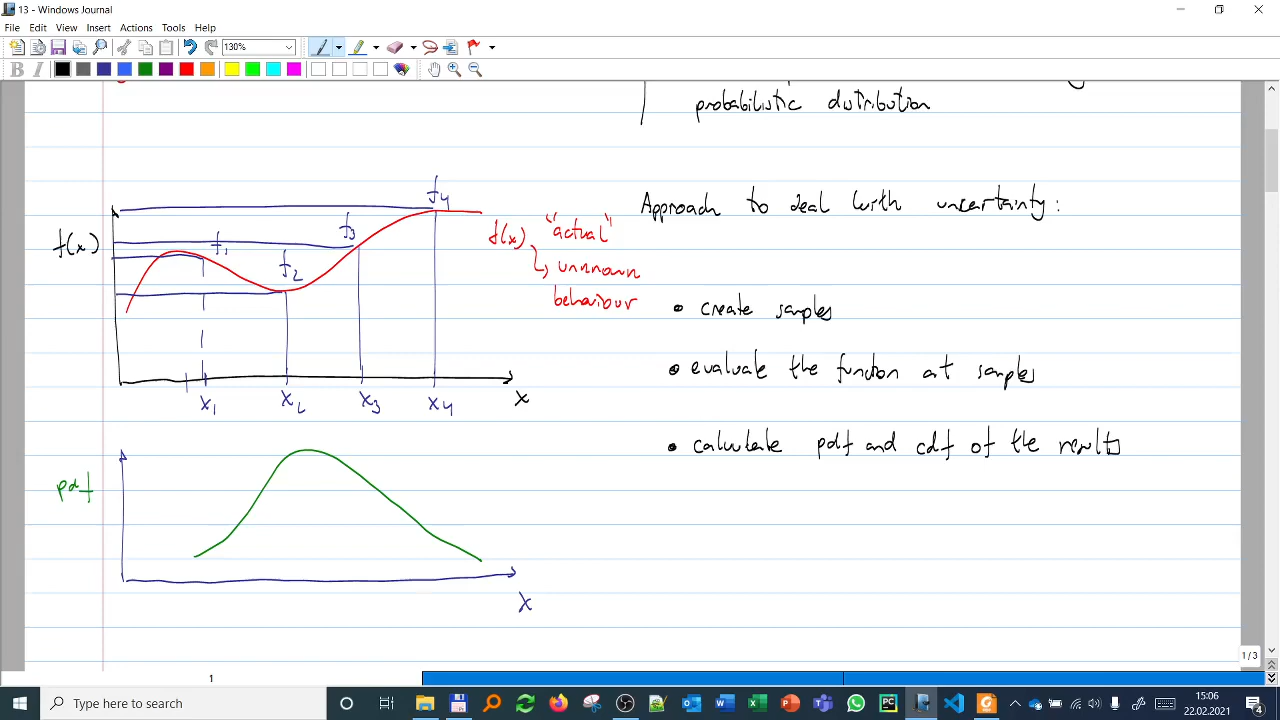 13 - Windows Journal
File Edit View Insert Actions Tools Help
130%
B I
probabilistic distribution
Approach to deal with uncertainty:
f4
f3
f(x)
f1
f2
f(x) "actual"
unnnown
behaviour
• create samples
• evaluate the function at samples
x1 x2 x3 x4 x
• calculate pdf and cdf of the results
pdf
x
1 / 3
1
Type here to search
15:06
22.02.2021